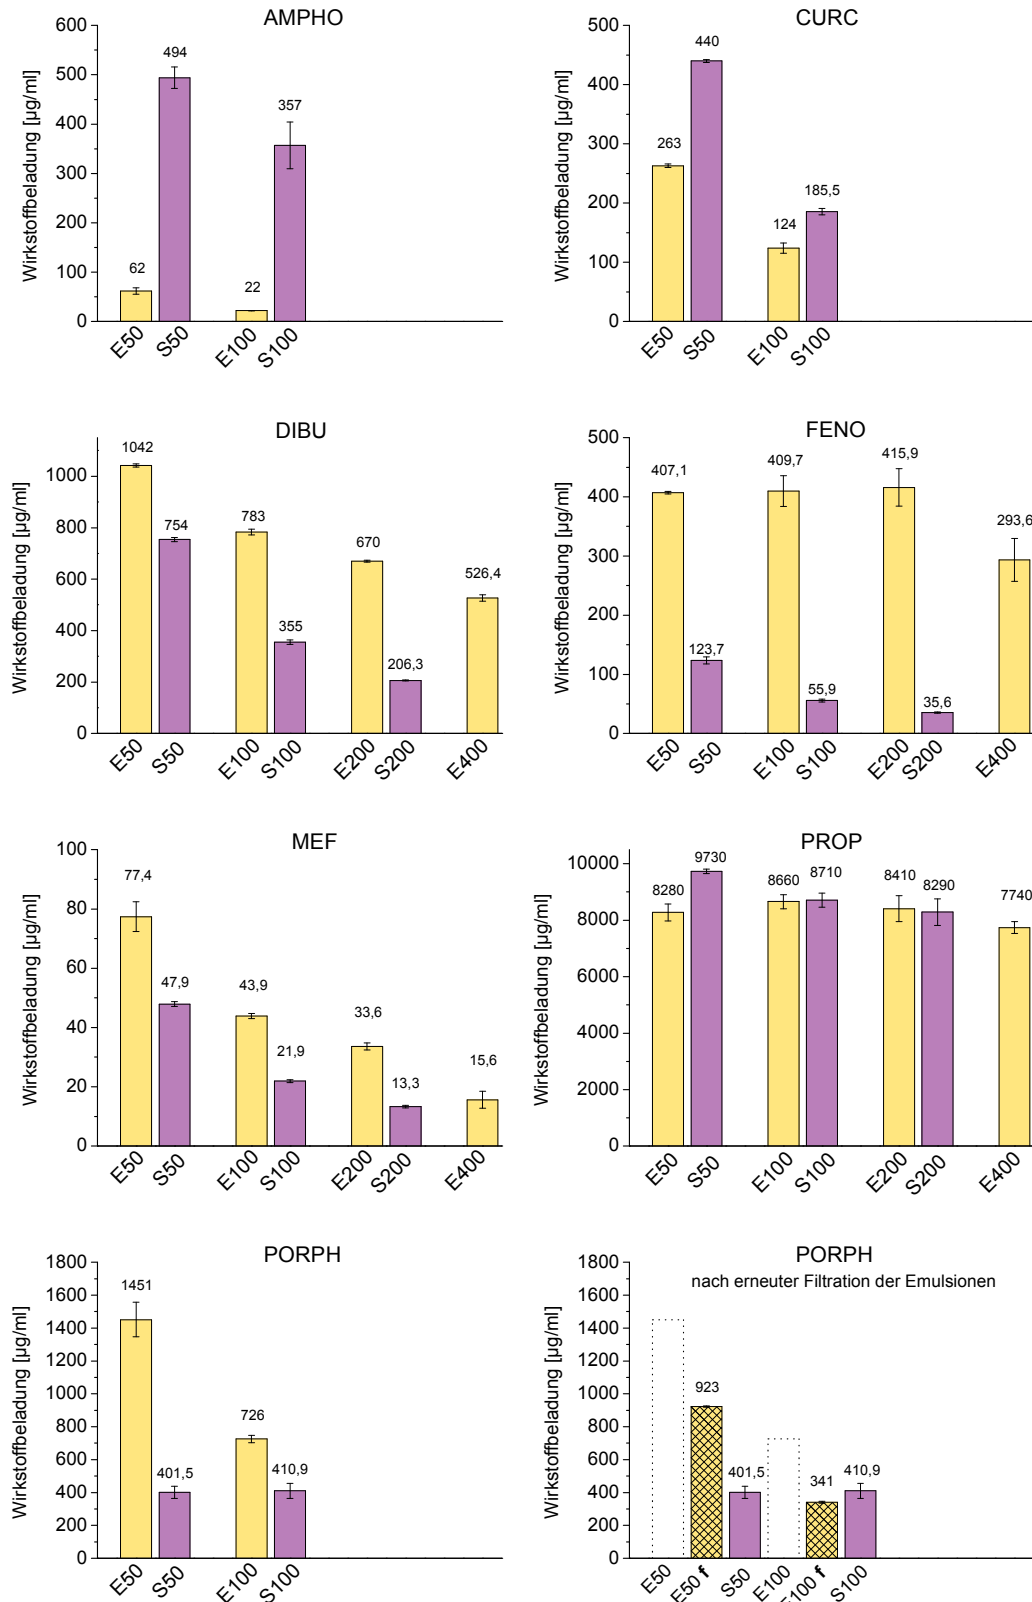 AMPHO
Wirkstoffbeladung [µg/ml]
600
500
400
300
200
100
0
62
494
22
357
E50
S50
E100
S100
CURC
Wirkstoffbeladung [µg/ml]
500
400
300
200
100
0
263
440
124
185,5
E50
S50
E100
S100
DIBU
Wirkstoffbeladung [µg/ml]
1000
800
600
400
200
0
1042
754
783
355
670
206,3
526,4
E50
S50
E100
S100
E200
S200
E400
FENO
Wirkstoffbeladung [µg/ml]
500
400
300
200
100
0
407,1
123,7
409,7
55,9
415,9
35,6
293,6
E50
S50
E100
S100
E200
S200
E400
MEF
Wirkstoffbeladung [µg/ml]
100
80
60
40
20
0
77,4
47,9
43,9
21,9
33,6
13,3
15,6
E50
S50
E100
S100
E200
S200
E400
PROP
Wirkstoffbeladung [µg/ml]
10000
8000
6000
4000
2000
0
8280
9730
8660
8710
8410
8290
7740
E50
S50
E100
S100
E200
S200
E400
PORPH
Wirkstoffbeladung [µg/ml]
1800
1600
1400
1200
1000
800
600
400
200
0
1451
401,5
726
410,9
E50
S50
E100
S100
PORPH
nach erneuter Filtration der Emulsionen
Wirkstoffbeladung [µg/ml]
1800
1600
1400
1200
1000
800
600
400
200
0
923
401,5
341
410,9
E50
E50 f
S50
E100
E100 f
S100